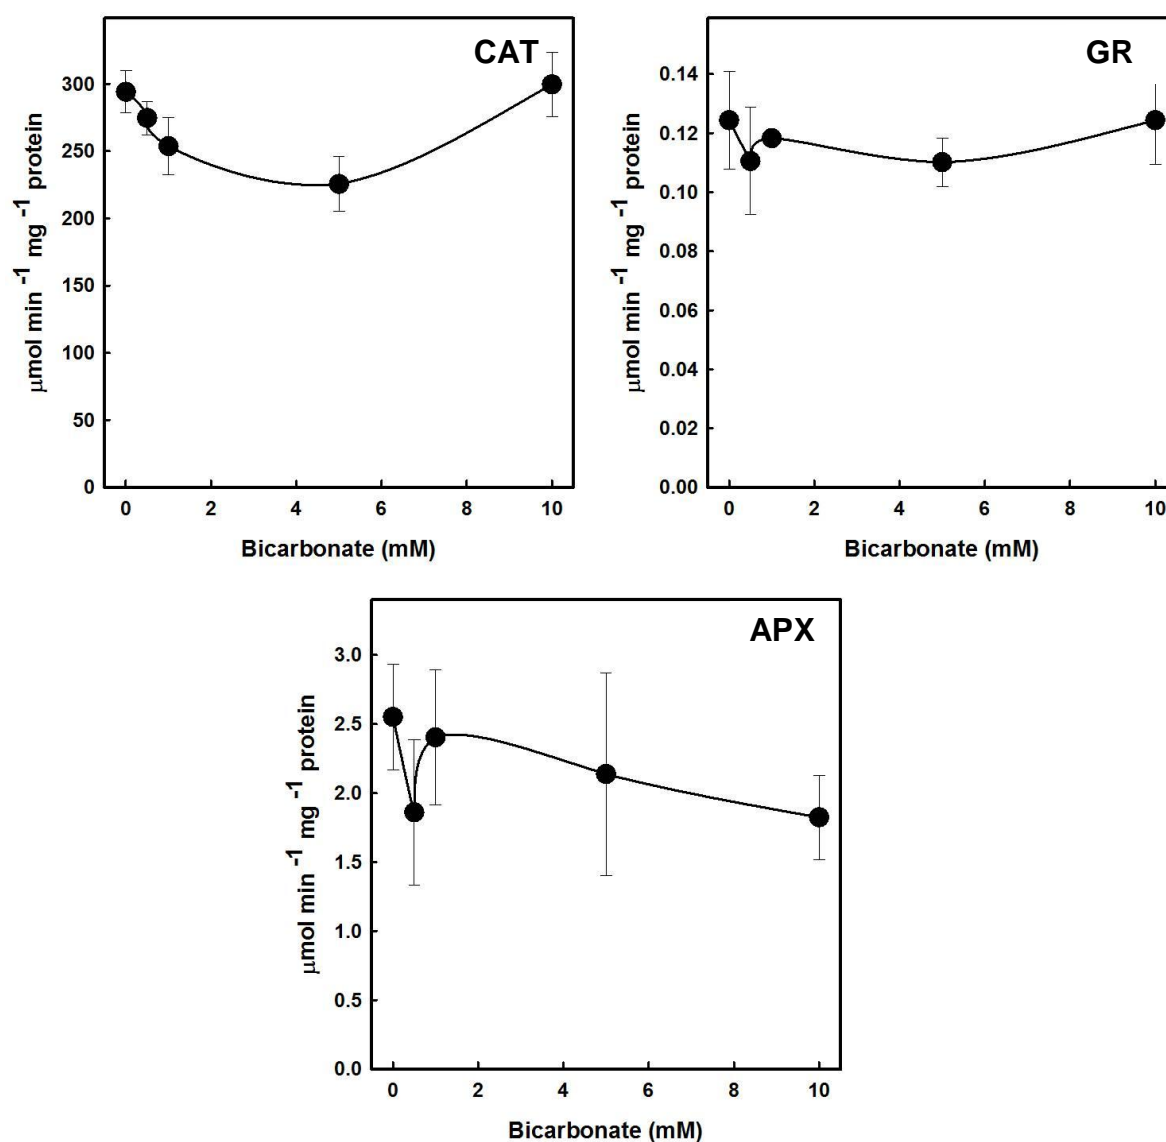 CAT
μmol min -1 mg -1 protein
300
250
200
150
100
50
0
0 2 4 6 8 10
Bicarbonate (mM)
GR
μmol min -1 mg -1 protein
0.14
0.12
0.10
0.08
0.06
0.04
0.02
0.00
0 2 4 6 8 10
Bicarbonate (mM)
APX
μmol min -1 mg -1 protein
3.0
2.5
2.0
1.5
1.0
0.5
0.0
0 2 4 6 8 10
Bicarbonate (mM)